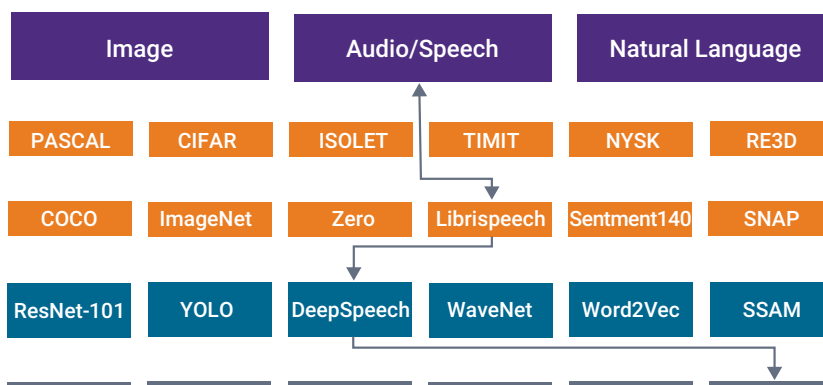 Image Audio/Speech Natural Language
PASCAL CIFAR ISOLET TIMIT NYSK RE3D
COCO ImageNet Zero Librispeech Sentment140 SNAP
ResNet-101 YOLO DeepSpeech WaveNet Word2Vec SSAM